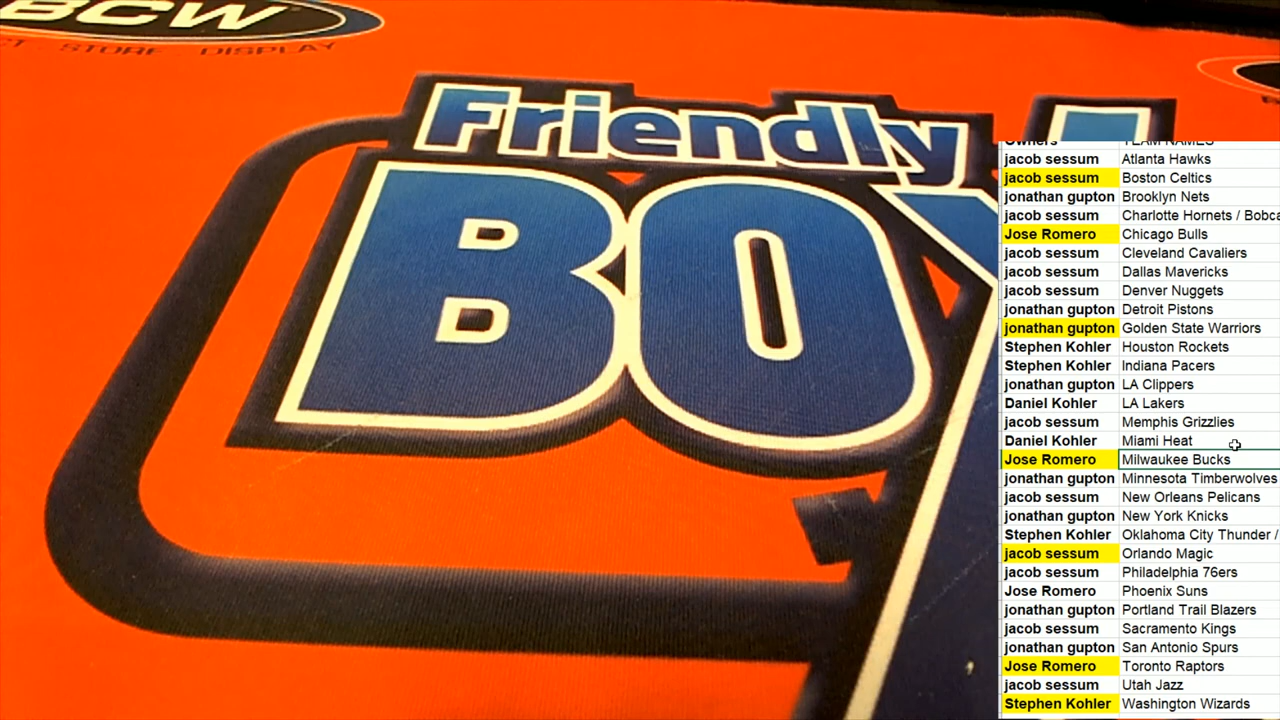 BCW
STORE DISPLAY
Friendly
BO
Owners TEAM NAMES
jacob sessum Atlanta Hawks
jacob sessum Boston Celtics
jonathan gupton Brooklyn Nets
jacob sessum Charlotte Hornets / Bobca
Jose Romero Chicago Bulls
jacob sessum Cleveland Cavaliers
jacob sessum Dallas Mavericks
jacob sessum Denver Nuggets
jonathan gupton Detroit Pistons
jonathan gupton Golden State Warriors
Stephen Kohler Houston Rockets
Stephen Kohler Indiana Pacers
jonathan gupton LA Clippers
Daniel Kohler LA Lakers
jacob sessum Memphis Grizzlies
Daniel Kohler Miami Heat
Jose Romero Milwaukee Bucks
jonathan gupton Minnesota Timberwolves
jacob sessum New Orleans Pelicans
jonathan gupton New York Knicks
Stephen Kohler Oklahoma City Thunder /
jacob sessum Orlando Magic
jacob sessum Philadelphia 76ers
Jose Romero Phoenix Suns
jonathan gupton Portland Trail Blazers
jacob sessum Sacramento Kings
jonathan gupton San Antonio Spurs
Jose Romero Toronto Raptors
jacob sessum Utah Jazz
Stephen Kohler Washington Wizards